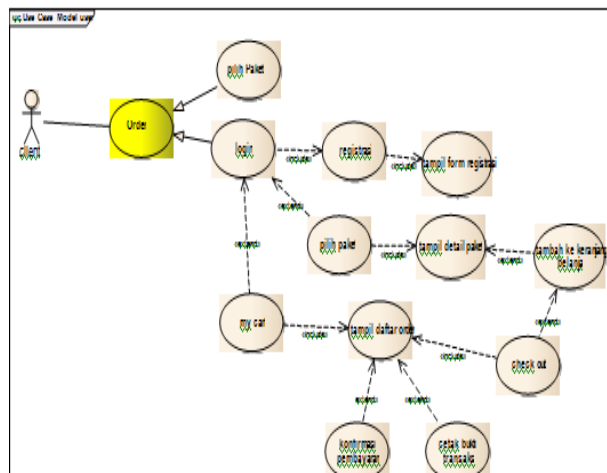 uc Use Case Model use
pilih Paket
Order
client
login
«include»
registrasi
«include»
tampil form registrasi
«extend»
«extend»
pilih paket
«include»
tampil detail paket
«extend»
tambah ke keranjang
belanja
my cart
«include»
tampil daftar order
«include»
«extend»
check out
«extend»
«extend»
konfirmasi
pembayaran
cetak bukti
transaksi